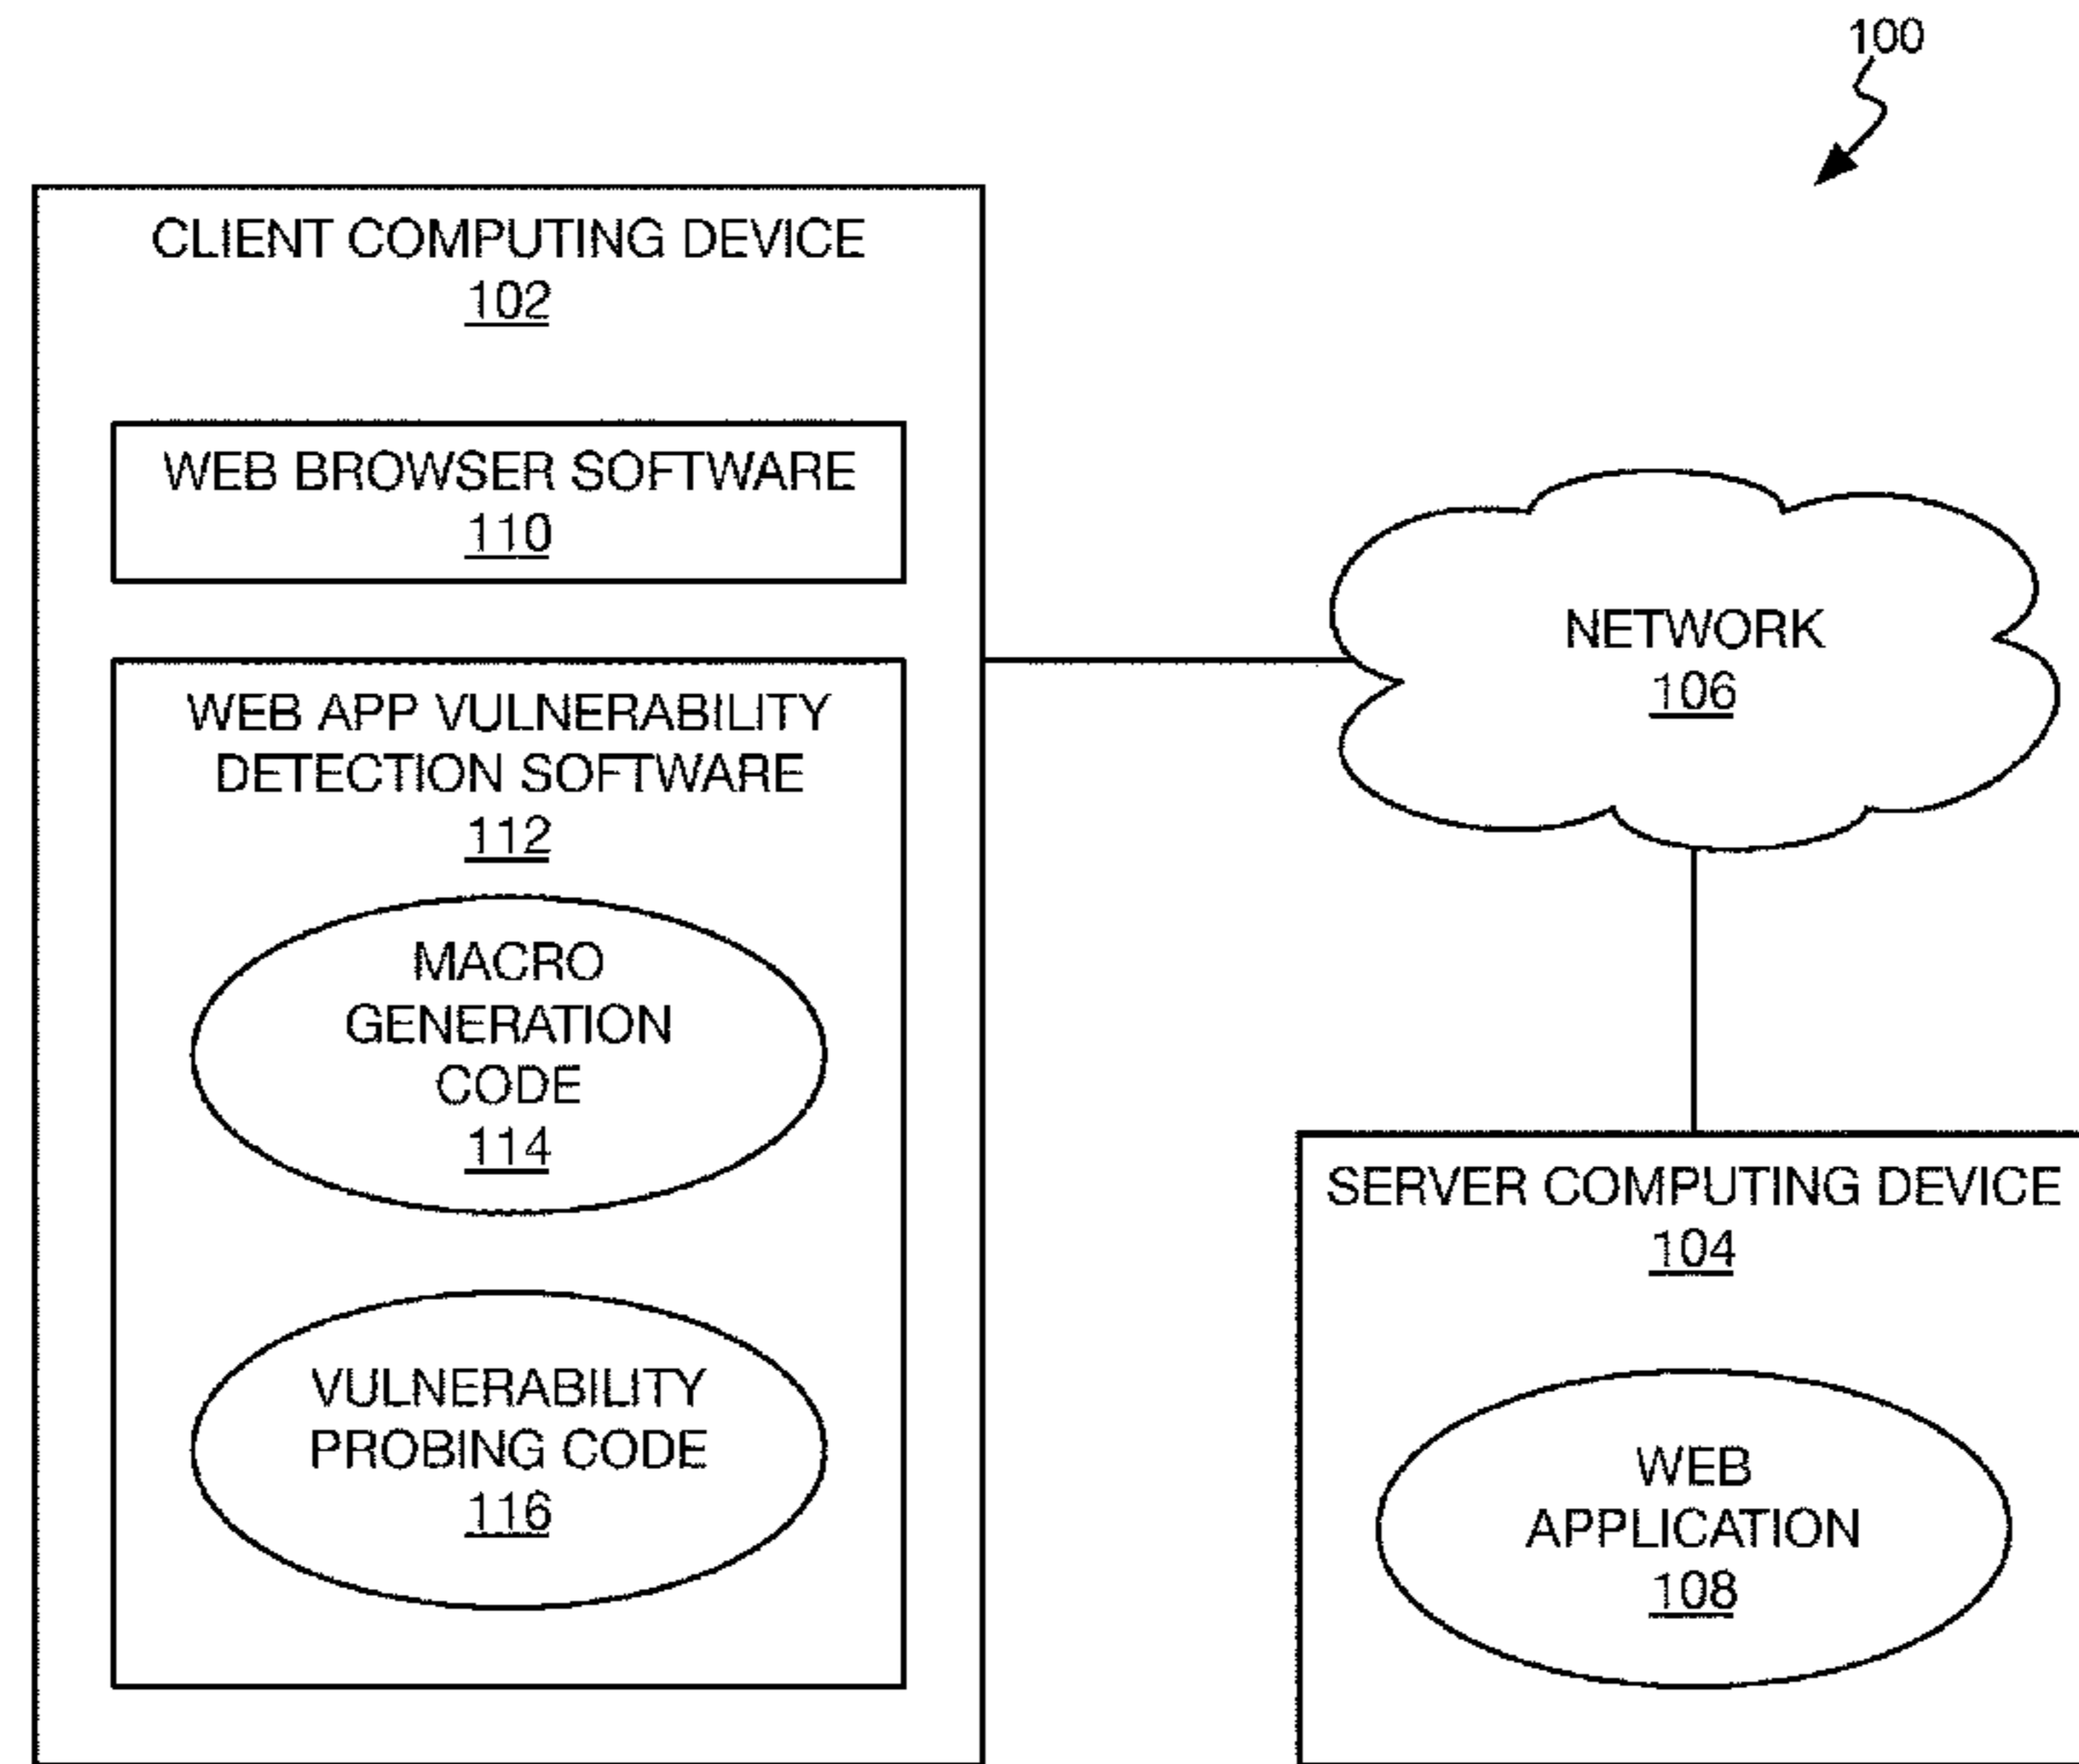 100
CLIENT COMPUTING DEVICE
102
WEB BROWSER SOFTWARE
110
WEB APP VULNERABILITY
DETECTION SOFTWARE
112
MACRO
GENERATION
CODE
114
VULNERABILITY
PROBING CODE
116
NETWORK
106
SERVER COMPUTING DEVICE
104
WEB
APPLICATION
108